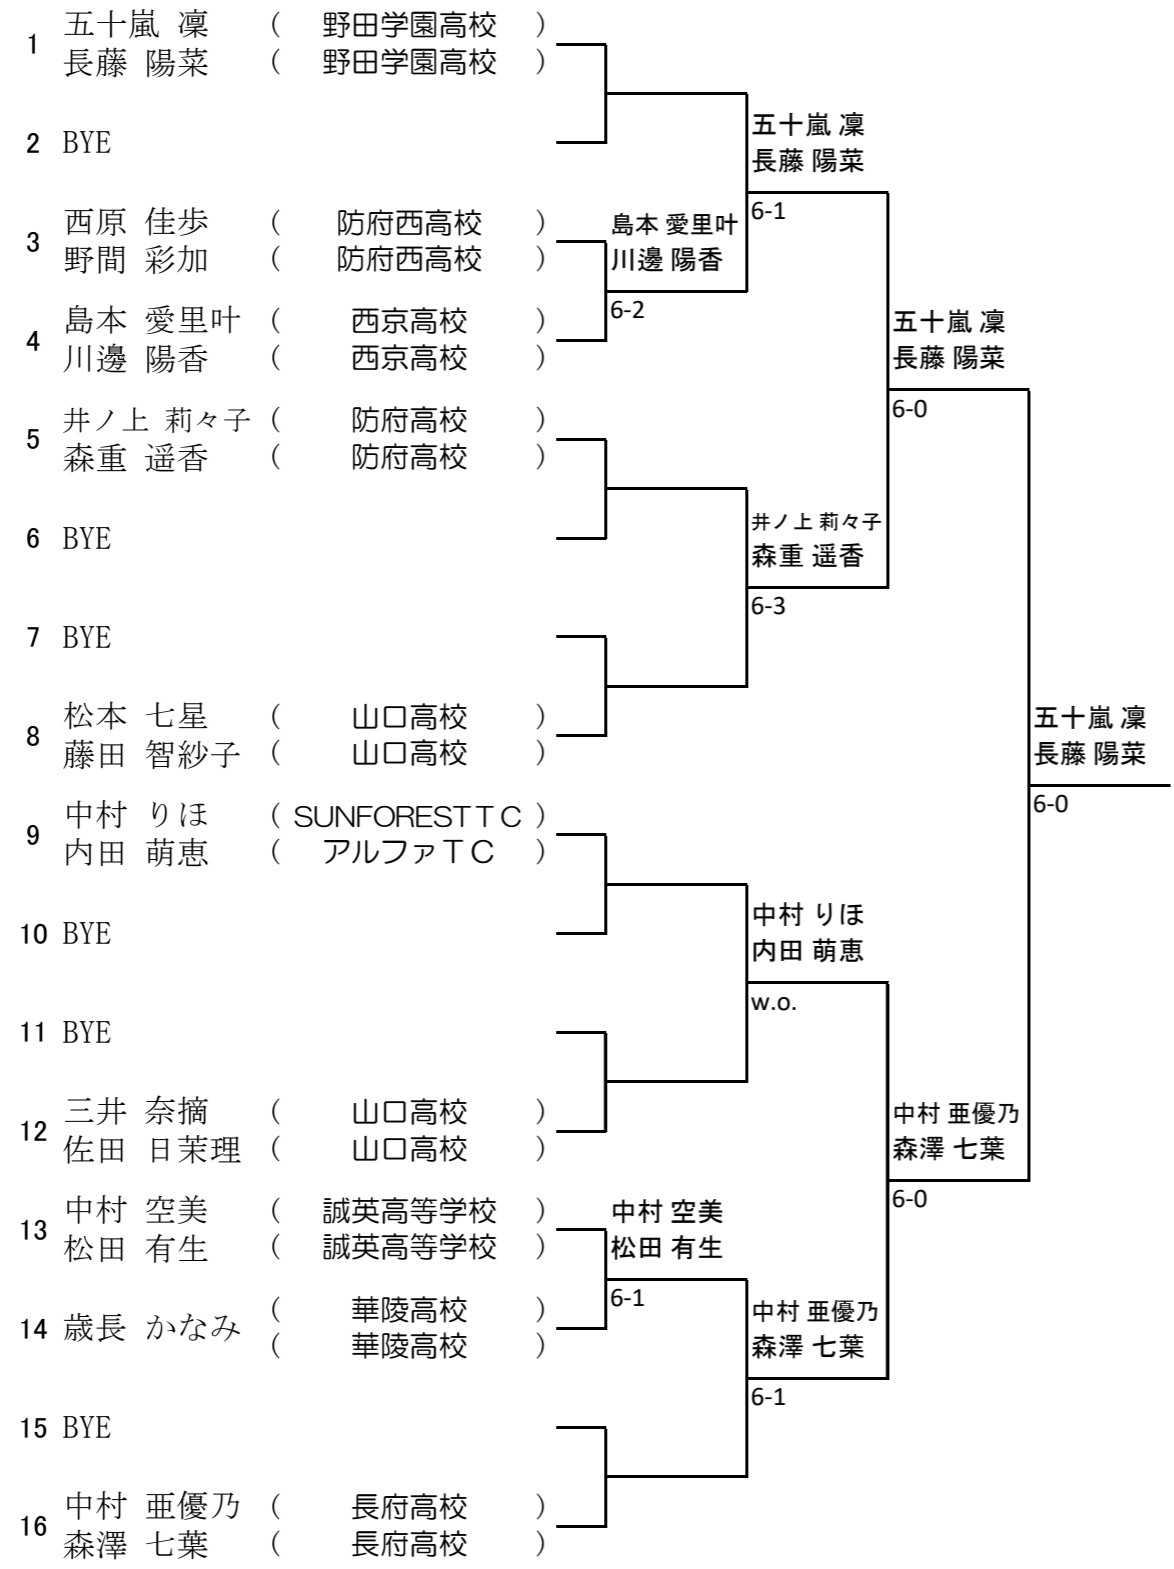 1 五十嵐 凜 ( 野田学園高校 )
長藤 陽菜 ( 野田学園高校 )
2 BYE
3 西原 佳歩 ( 防府西高校 )
野間 彩加 ( 防府西高校 )
4 島本 愛里叶 ( 西京高校 )
川邊 陽香 ( 西京高校 )
5 井ノ上 莉々子 ( 防府高校 )
森重 遥香 ( 防府高校 )
6 BYE
7 BYE
8 松本 七星 ( 山口高校 )
藤田 智紗子 ( 山口高校 )
9 中村 りほ ( SUNFORESTTC )
内田 萌恵 ( アルファTC )
10 BYE
11 BYE
12 三井 奈摘 ( 山口高校 )
佐田 日茉理 ( 山口高校 )
13 中村 空美 ( 誠英高等学校 )
松田 有生 ( 誠英高等学校 )
14 歳長 かなみ ( 華陵高校 )
( 華陵高校 )
15 BYE
16 中村 亜優乃 ( 長府高校 )
森澤 七葉 ( 長府高校 )
島本 愛里叶
川邊 陽香
6-2
中村 空美
松田 有生
6-1
五十嵐 凜
長藤 陽菜
6-1
井ノ上 莉々子
森重 遥香
6-3
中村 りほ
内田 萌恵
w.o.
中村 亜優乃
森澤 七葉
6-1
五十嵐 凜
長藤 陽菜
6-0
中村 亜優乃
森澤 七葉
6-0
五十嵐 凜
長藤 陽菜
6-0